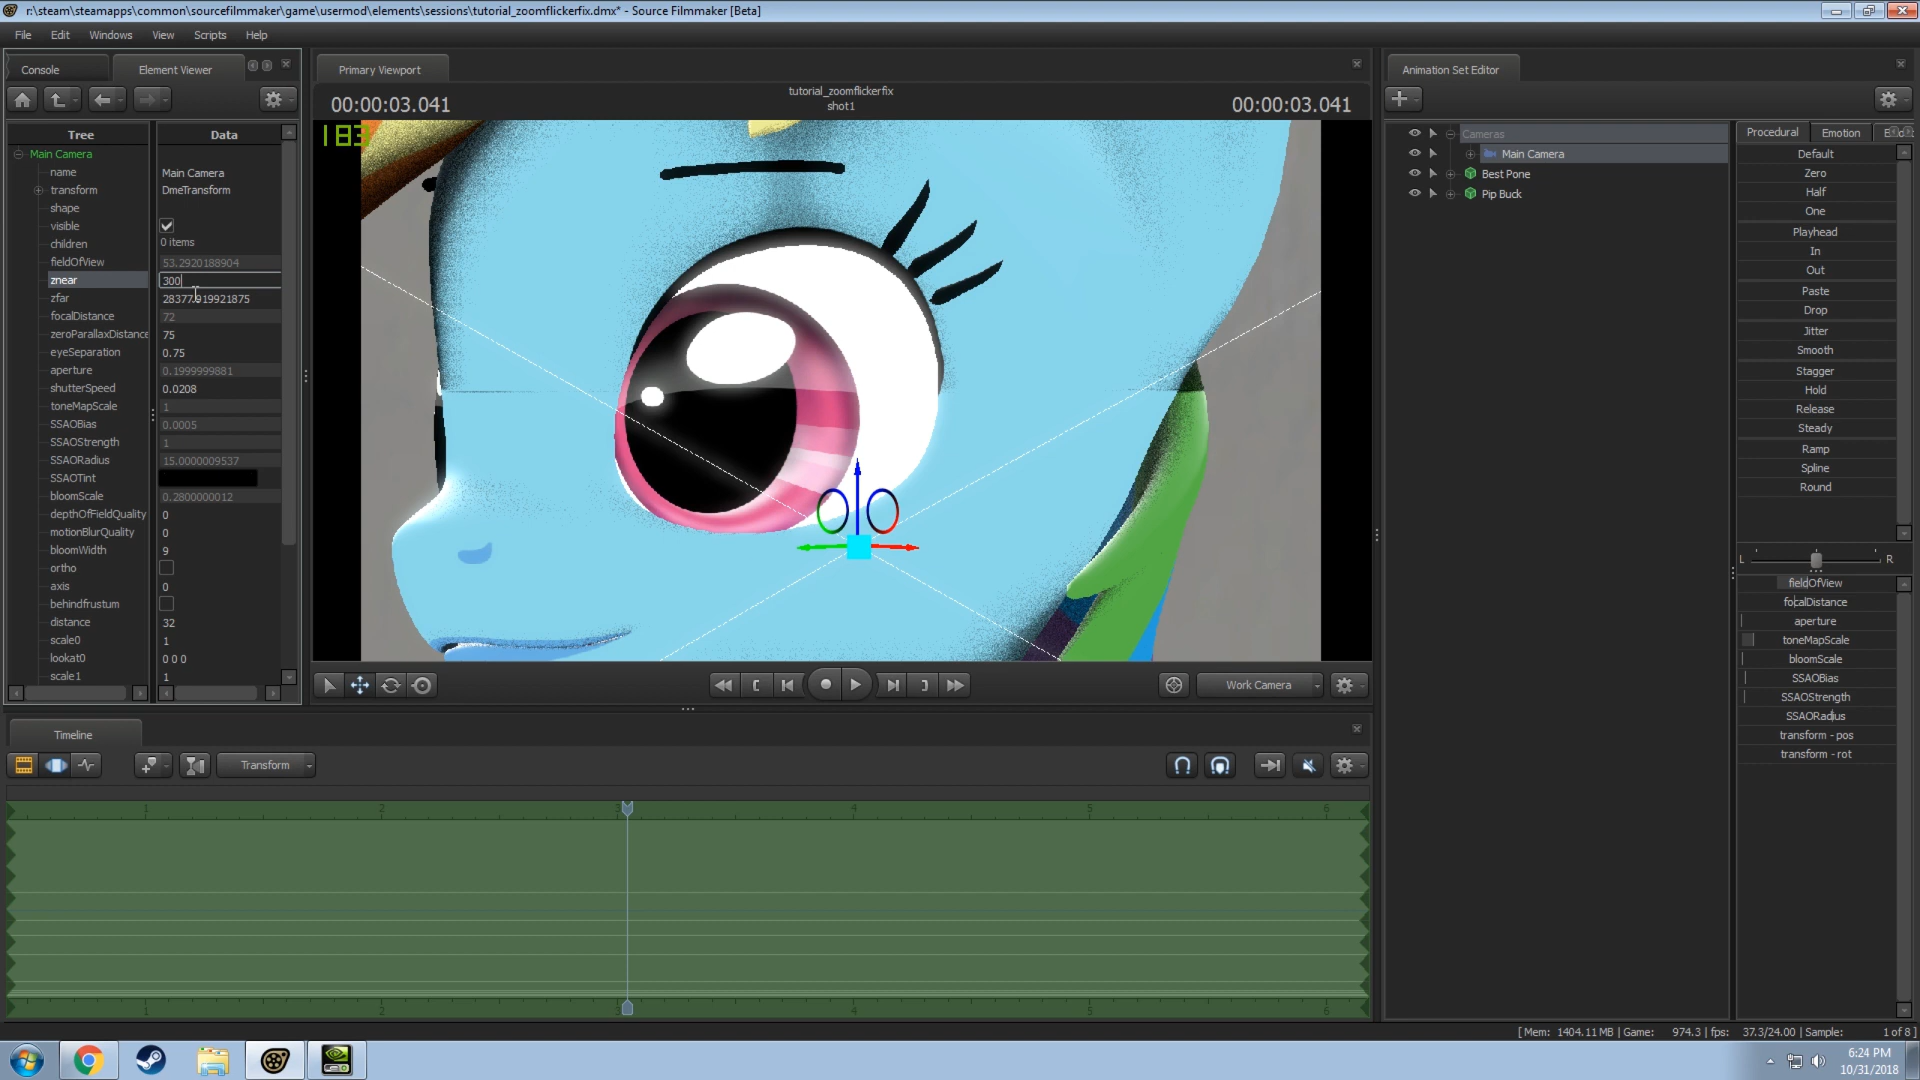 r:\steam\steamapps\common\sourcefilmmaker\game\usermod\elements\sessions\tutorial_zoomflickerfix.dmx* - Source Filmmaker [Beta]
File Edit Windows View Scripts Help
Console Element Viewer
Primary Viewport
Animation Set Editor
00:00:03.041
tutorial_zoomflickerfix
shot1
00:00:03.041
183
Tree Data
Main Camera
name Main Camera
transform DmeTransform
shape
visible
children 0 items
fieldOfView 53.2920188904
znear 300
zfar 28377.919921875
focalDistance 72
zeroParallaxDistance 75
eyeSeparation 0.75
aperture 0.1999999881
shutterSpeed 0.0208
toneMapScale 1
SSAOBias 0.0005
SSAOStrength 1
SSAORadius 15.0000009537
SSAOTint
bloomScale 0.2800000012
depthOfFieldQuality 0
motionBlurQuality 0
bloomWidth 9
ortho
axis 0
behindfrustum
distance 32
scale0 1
lookat0 0 0 0
scale1 1
Cameras
Main Camera
Best Pone
Pip Buck
Procedural Emotion
Default
Zero
Half
One
Playhead
In
Out
Paste
Drop
Jitter
Smooth
Stagger
Hold
Release
Steady
Ramp
Spline
Round
L R
fieldOfView
focalDistance
aperture
toneMapScale
bloomScale
SSAOBias
SSAOStrength
SSAORadius
transform - pos
transform - rot
Work Camera
Timeline
Transform
1 2 3 4 5 6
1 2 4 5 6
[ Mem: 1404.11 MB | Game: 974.3 | fps: 37.3/24.00 | Sample: 1 of 8 ]
6:24 PM
10/31/2018